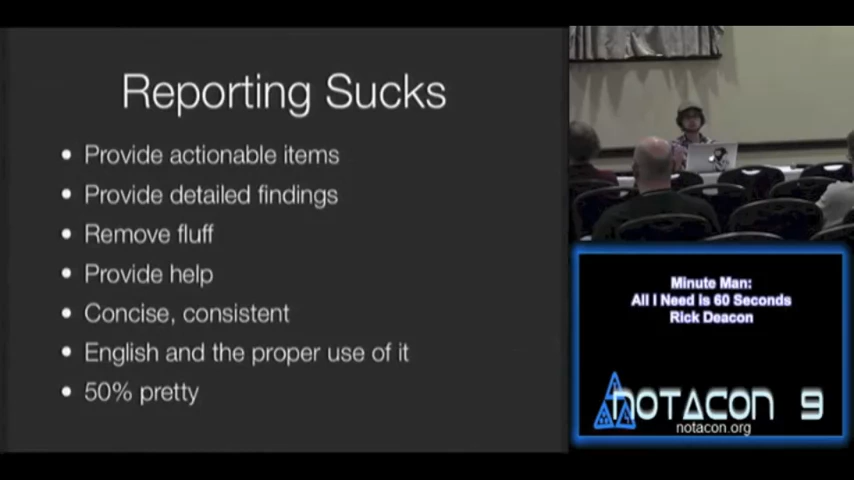 Reporting Sucks
Provide actionable items
Provide detailed findings
Remove fluff
Provide help
Concise, consistent
English and the proper use of it
50% pretty
Minute Man:
All I Need is 60 Seconds
Rick Deacon
NOTACON 9
notacon.org